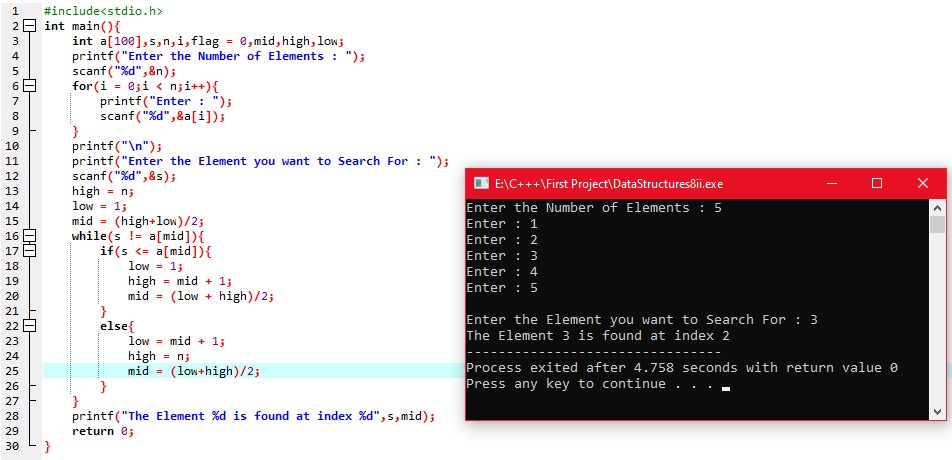 1 #include<stdio.h>
2 int main(){
3 int a[100],s,n,i,flag = 0,mid,high,low;
4 printf("Enter the Number of Elements : ");
5 scanf("%d",&n);
6 for(i = 0;i < n;i++){
7 printf("Enter : ");
8 scanf("%d",&a[i]);
9 }
10 printf("\n");
11 printf("Enter the Element you want to Search For : ");
12 scanf("%d",&s);
13 high = n;
14 low = 1;
15 mid = (high+low)/2;
16 while(s != a[mid]){
17 if(s <= a[mid]){
18 low = 1;
19 high = mid + 1;
20 mid = (low + high)/2;
21 }
22 else{
23 low = mid + 1;
24 high = n;
25 mid = (low+high)/2;
26 }
27 }
28 printf("The Element %d is found at index %d",s,mid);
29 return 0;
30 }
E:\C+++\First Project\DataStructures8ii.exe
Enter the Number of Elements : 5
Enter : 1
Enter : 2
Enter : 3
Enter : 4
Enter : 5
Enter the Element you want to Search For : 3
The Element 3 is found at index 2
--------------------------------
Process exited after 4.758 seconds with return value 0
Press any key to continue . . .